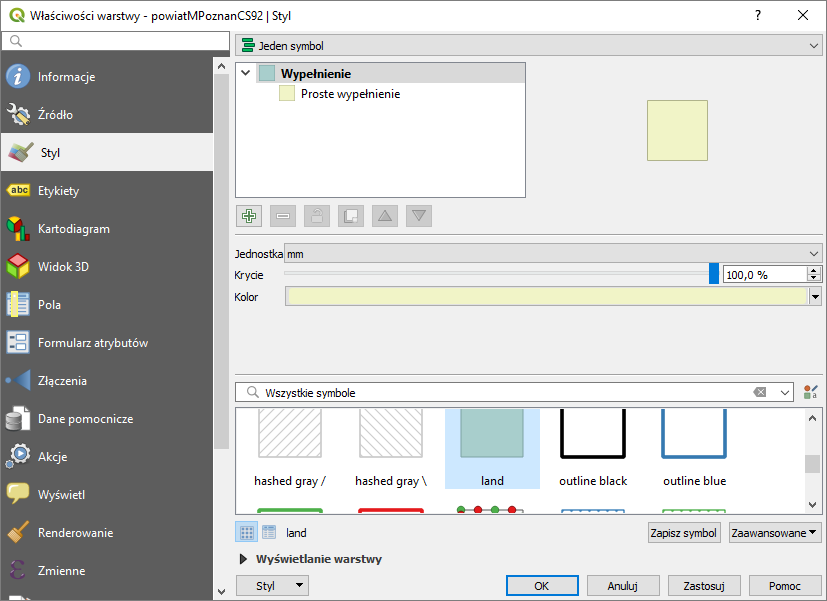 Właściwości warstwy - powiatMPoznanCS92 | Styl
?
Informacje
Źródło
Styl
abc Etykiety
Kartodiagram
Widok 3D
Pola
Formularz atrybutów
Złączenia
Dane pomocnicze
Akcje
Wyświetl
Renderowanie
Zmienne
Jeden symbol
Wypełnienie
Proste wypełnienie
Jednostka mm
Krycie 100,0 %
Kolor
Wszystkie symbole
hashed gray / hashed gray \ land outline black outline blue
land Zapisz symbol Zaawansowane
Wyświetlanie warstwy
Styl OK Anuluj Zastosuj Pomoc